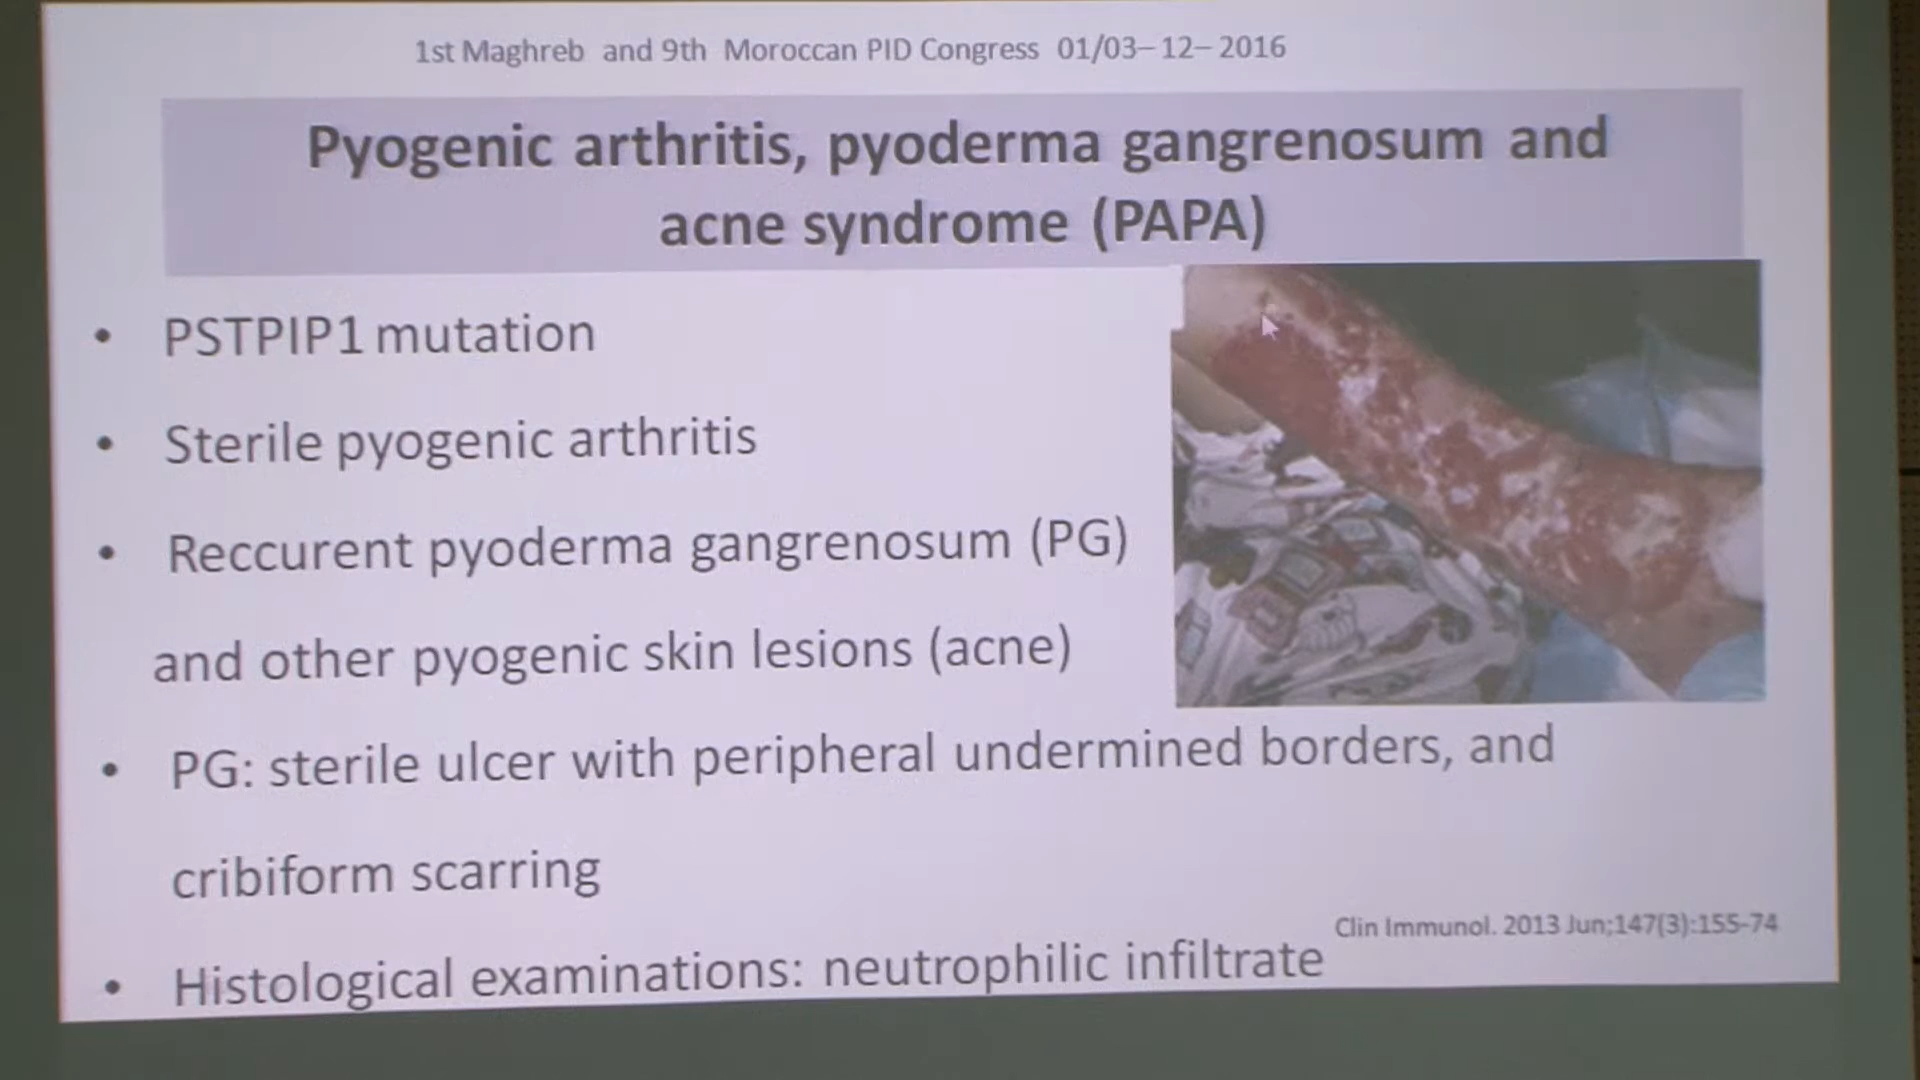 1st Maghreb and 9th Moroccan PID Congress 01/03–12–2016
Pyogenic arthritis, pyoderma gangrenosum and
acne syndrome (PAPA)
• PSTPIP1 mutation
• Sterile pyogenic arthritis
• Reccurent pyoderma gangrenosum (PG)
and other pyogenic skin lesions (acne)
• PG: sterile ulcer with peripheral undermined borders, and
cribiform scarring
Clin Immunol. 2013 Jun;147(3):155-74
• Histological examinations: neutrophilic infiltrate